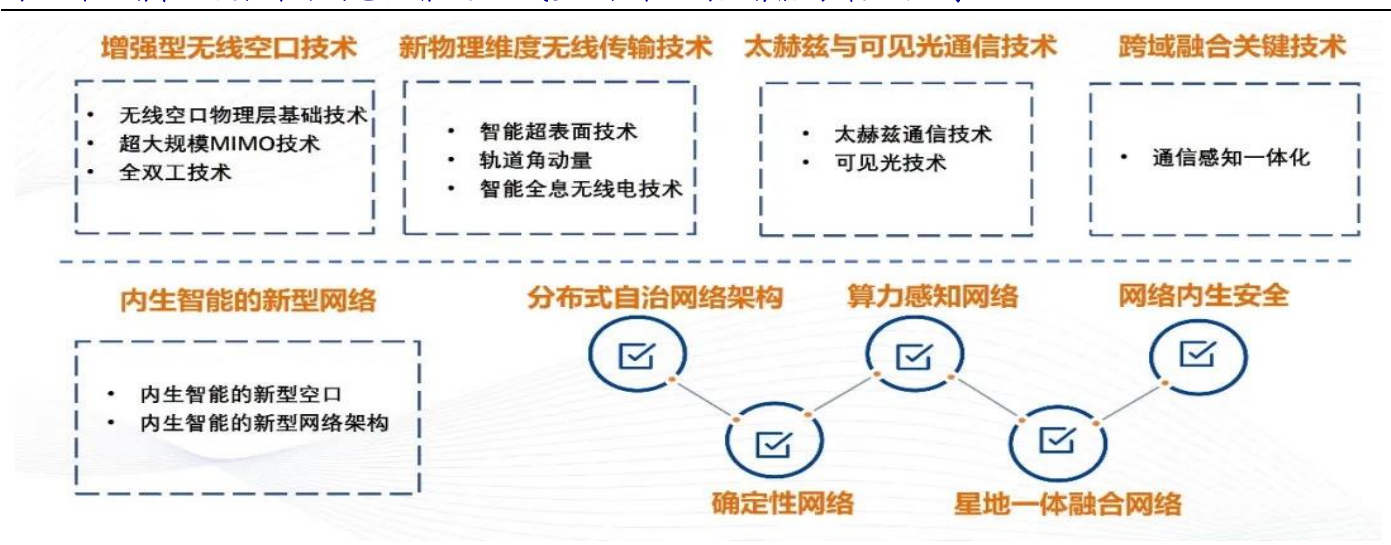 增强型无线空口技术
新物理维度无线传输技术
太赫兹与可见光通信技术
跨域融合关键技术
• 无线空口物理层基础技术
• 超大规模MIMO技术
• 全双工技术
• 智能超表面技术
• 轨道角动量
• 智能全息无线电技术
• 太赫兹通信技术
• 可见光技术
• 通信感知一体化
内生智能的新型网络
• 内生智能的新型空口
• 内生智能的新型网络架构
分布式自治网络架构
算力感知网络
网络内生安全
确定性网络
星地一体融合网络